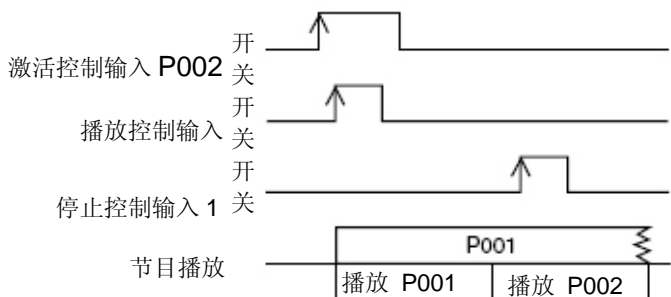 开
激活控制输入 P002 关
开
播放控制输入 关
开
停止控制输入 1 关
P001
节目播放
播放 P001 播放 P002